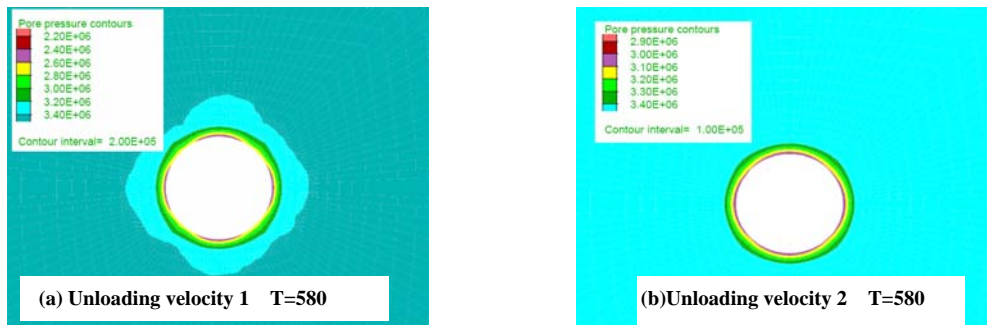 Pore pressure contours
2.20E+06
2.40E+06
2.60E+06
2.80E+06
3.00E+06
3.20E+06
3.40E+06
Contour interval= 2.00E+05
(a) Unloading velocity 1 T=580
Pore pressure contours
2.90E+06
3.00E+06
3.10E+06
3.20E+06
3.30E+06
3.40E+06
Contour interval= 1.00E+05
(b)Unloading velocity 2 T=580